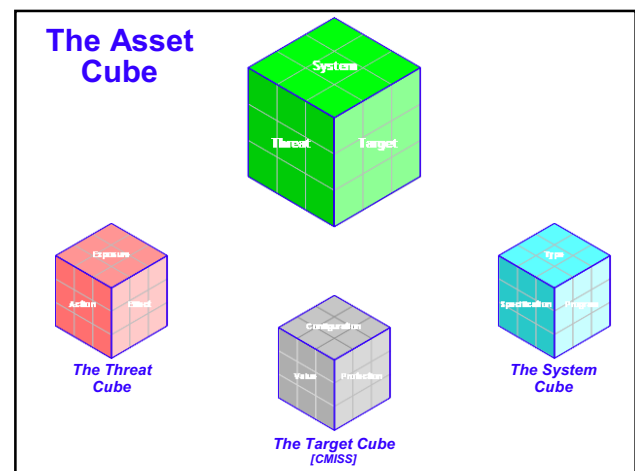 The Asset
Cube
System
Threat
Target
Exposure
Action
Effect
The Threat
Cube
Configuration
Value
Protection
The Target Cube
[CMISS]
Type
Specification
Program
The System
Cube